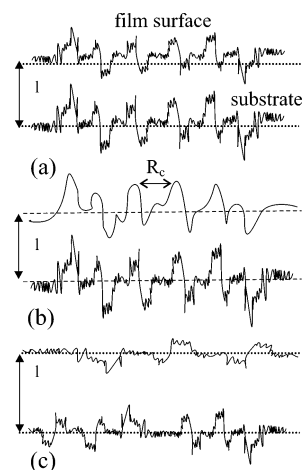 film surface
l
substrate
(a)
R_c
l
(b)
l
(c)